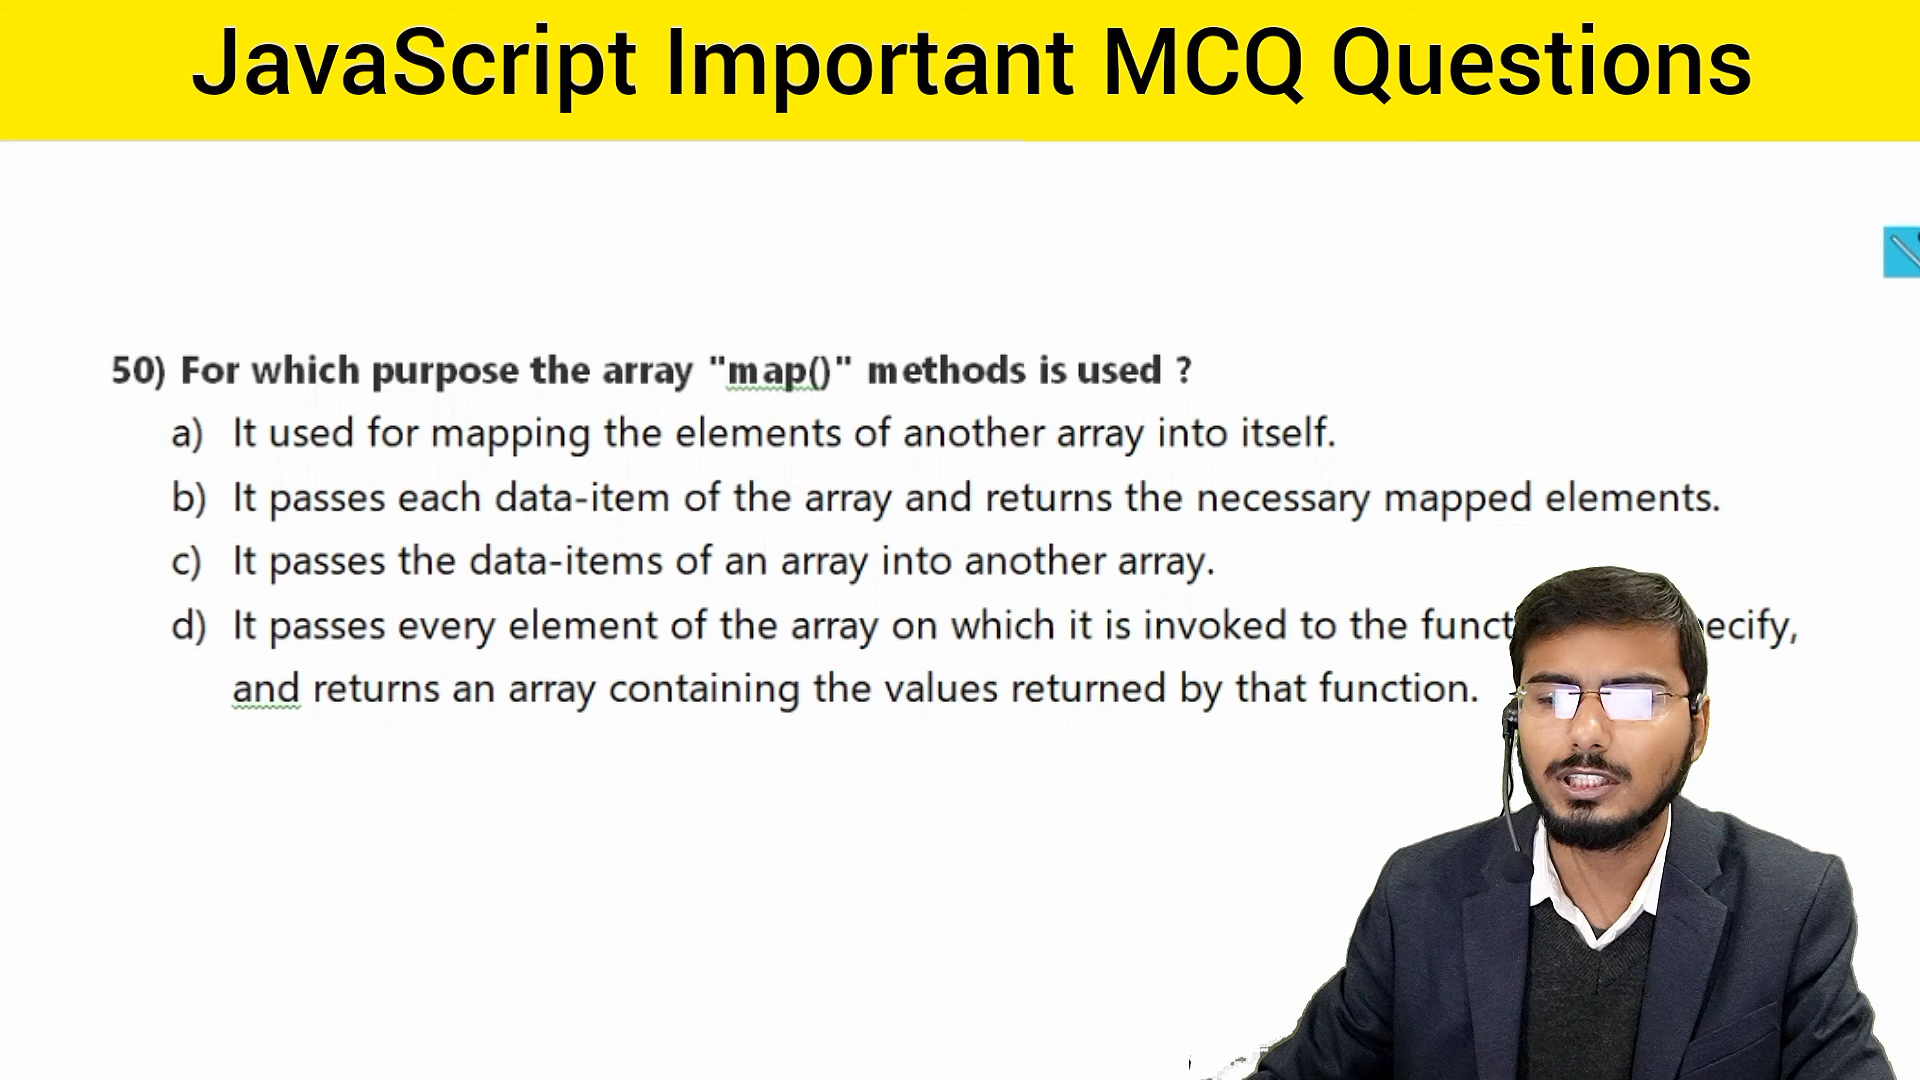 JavaScript Important MCQ Questions
50) For which purpose the array "map()" methods is used ?
a) It used for mapping the elements of another array into itself.
b) It passes each data-item of the array and returns the necessary mapped elements.
c) It passes the data-items of an array into another array.
d) It passes every element of the array on which it is invoked to the
and returns an array containing the values returned by that function.